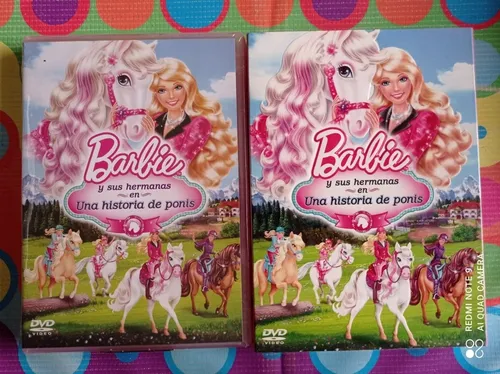 Barbie
y sus hermanas
en
Una historia de ponis
DVD
VIDEO
Barbie
y sus hermanas
en
Una historia de ponis
DVD
VIDEO
REDMI NOTE 9
AI QUAD CAMERA